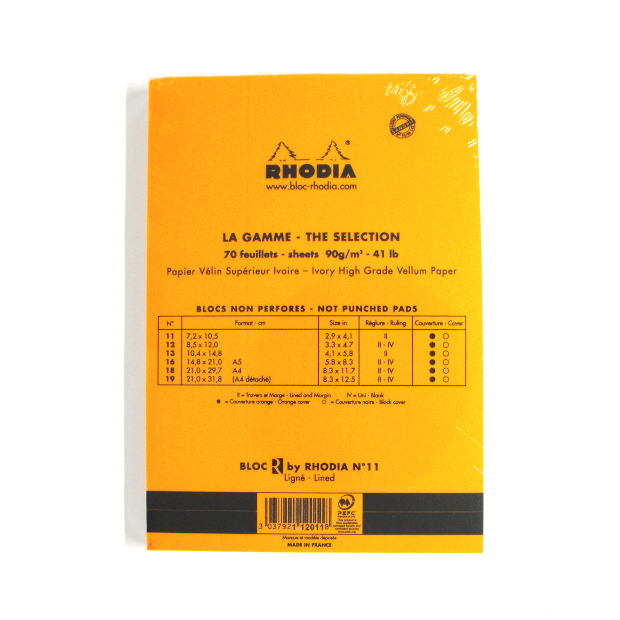 RHODIA ®
www.bloc-rhodia.com
LA GAMME - THE SELECTION
70 feuillets - sheets 90g/m² - 41 lb
Papier Vélin Supérieur Ivoire – Ivory High Grade Vellum Paper
BLOCS NON PERFORES - NOT PUNCHED PADS
N° Format - cm Size in. Réglure - Ruling Couverture - Cover
11 7,2 x 10,5 2,9 x 4,1 II ● ○
12 8,5 x 12,0 3.3 x 4.7 II - IV ● ○
13 10,4 x 14,8 4,1 x 5,8 II ● ○
16 14,8 x 21,0 A5 5.8 x 8.3 II - IV ● ○
18 21,0 x 29,7 A4 8.3 x 11.7 II - IV ● ○
19 21,0 x 31,8 (A4 détaché) 8.3 x 12.5 II - IV ● ○
II = Travers et Marge - Lined and Margin IV = Uni - Blank
● = Couverture orange - Orange cover ○ = Couverture noire - Black cover
BLOC R by RHODIA N°11
Ligné - Lined
3 037921 120118
PEFC
Marque et modèle déposés
MADE IN FRANCE